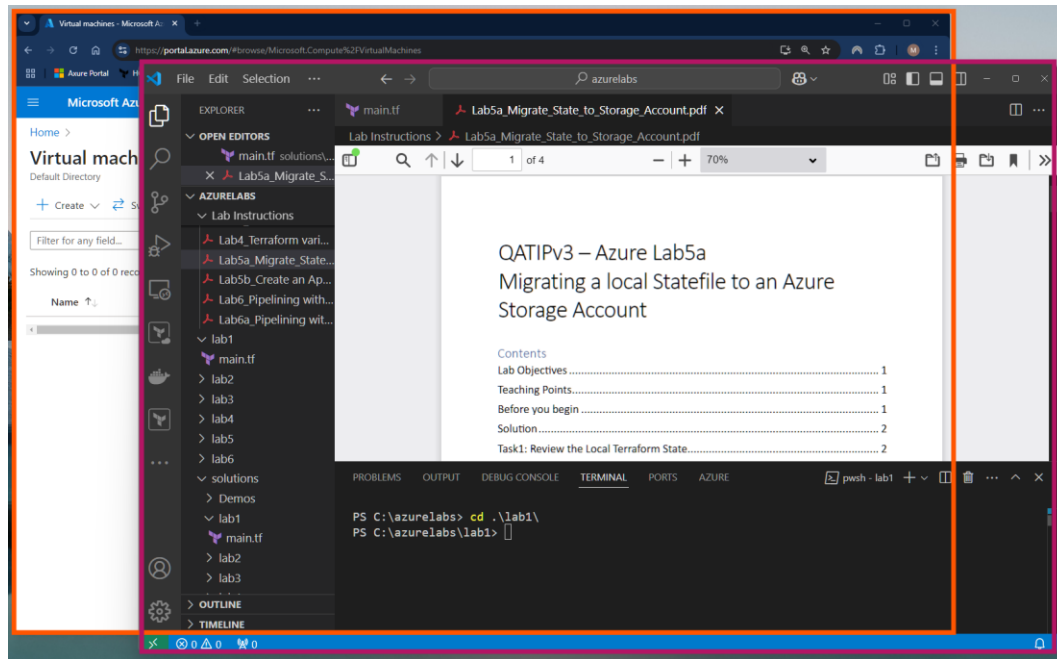 Virtual machines - Microsoft Az
https://portal.azure.com/#browse/Microsoft.Compute%2FVirtualMachines
Azure Portal
Microsoft Azu
Home >
Virtual mach
Default Directory
+ Create
Filter for any field...
Showing 0 to 0 of 0 reco
Name ↑↓
File Edit Selection ··· azurelabs
EXPLORER ···
OPEN EDITORS
main.tf solutions\...
Lab5a_Migrate_S...
AZURELABS
Lab Instructions
Lab4_Terraform vari...
Lab5a_Migrate_State...
Lab5b_Create an Ap...
Lab6_Pipelining with...
Lab6a_Pipelining wit...
lab1
main.tf
lab2
lab3
lab4
lab5
lab6
solutions
Demos
lab1
main.tf
lab2
lab3
OUTLINE
TIMELINE
main.tf Lab5a_Migrate_State_to_Storage_Account.pdf
Lab Instructions > Lab5a_Migrate_State_to_Storage_Account.pdf
1 of 4 70%
QATIPv3 – Azure Lab5a
Migrating a local Statefile to an Azure
Storage Account
Contents
Lab Objectives ........ 1
Teaching Points........ 1
Before you begin ........ 1
Solution ........ 2
Task1: Review the Local Terraform State........ 2
PROBLEMS OUTPUT DEBUG CONSOLE TERMINAL PORTS AZURE pwsh - lab1
PS C:\azurelabs> cd .\lab1\
PS C:\azurelabs\lab1>
0 0 0